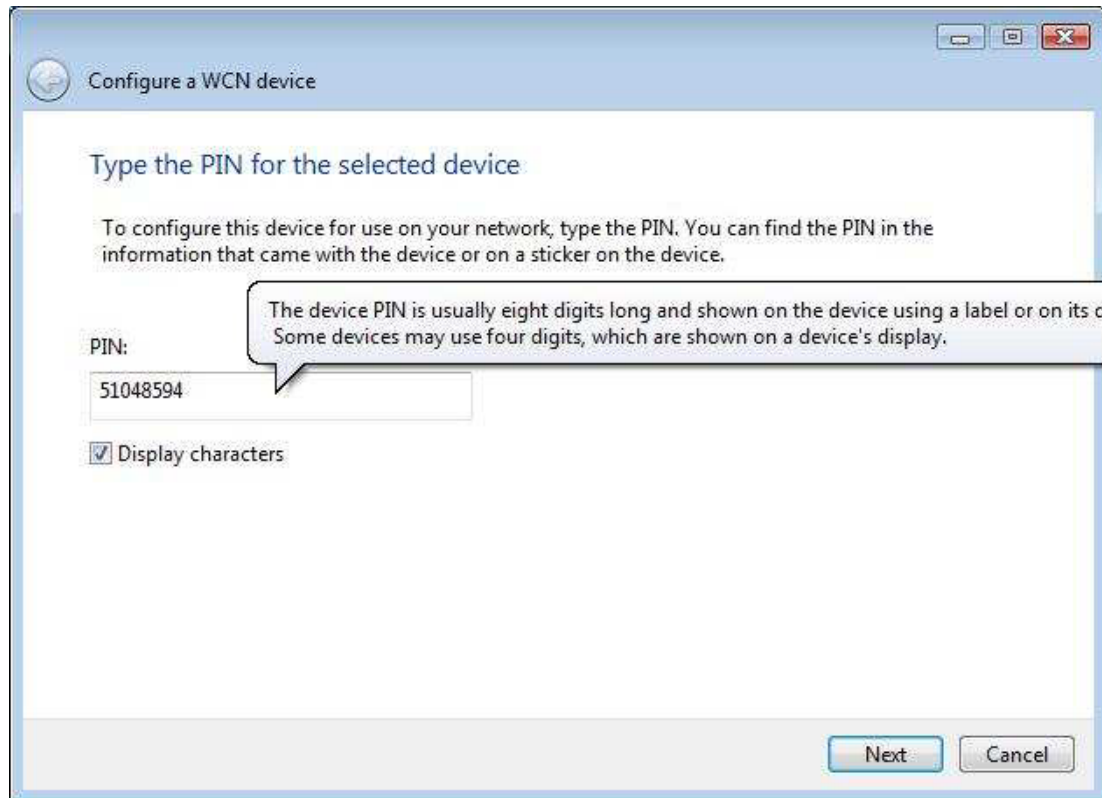 Configure a WCN device
Type the PIN for the selected device
To configure this device for use on your network, type the PIN. You can find the PIN in the
information that came with the device or on a sticker on the device.
The device PIN is usually eight digits long and shown on the device using a label or on its
Some devices may use four digits, which are shown on a device's display.
PIN:
51048594
Display characters
Next
Cancel